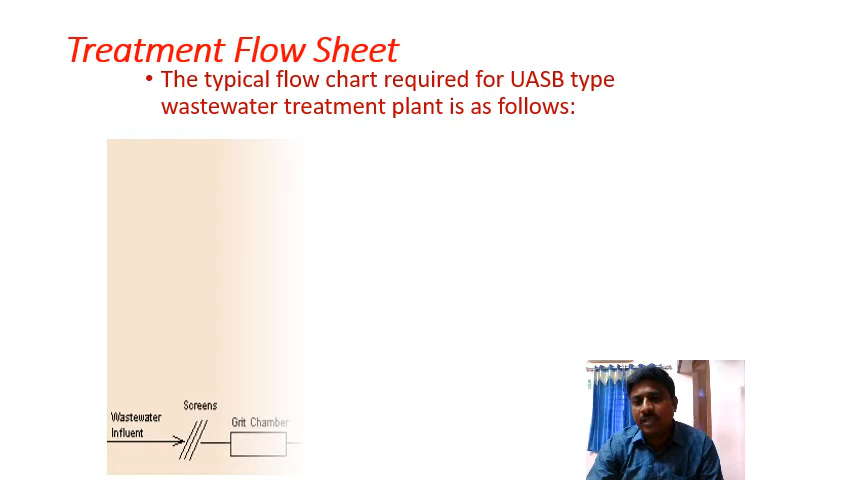 Treatment Flow Sheet
• The typical flow chart required for UASB type
wastewater treatment plant is as follows:
Screens
Wastewater
Influent
Grit Chamber